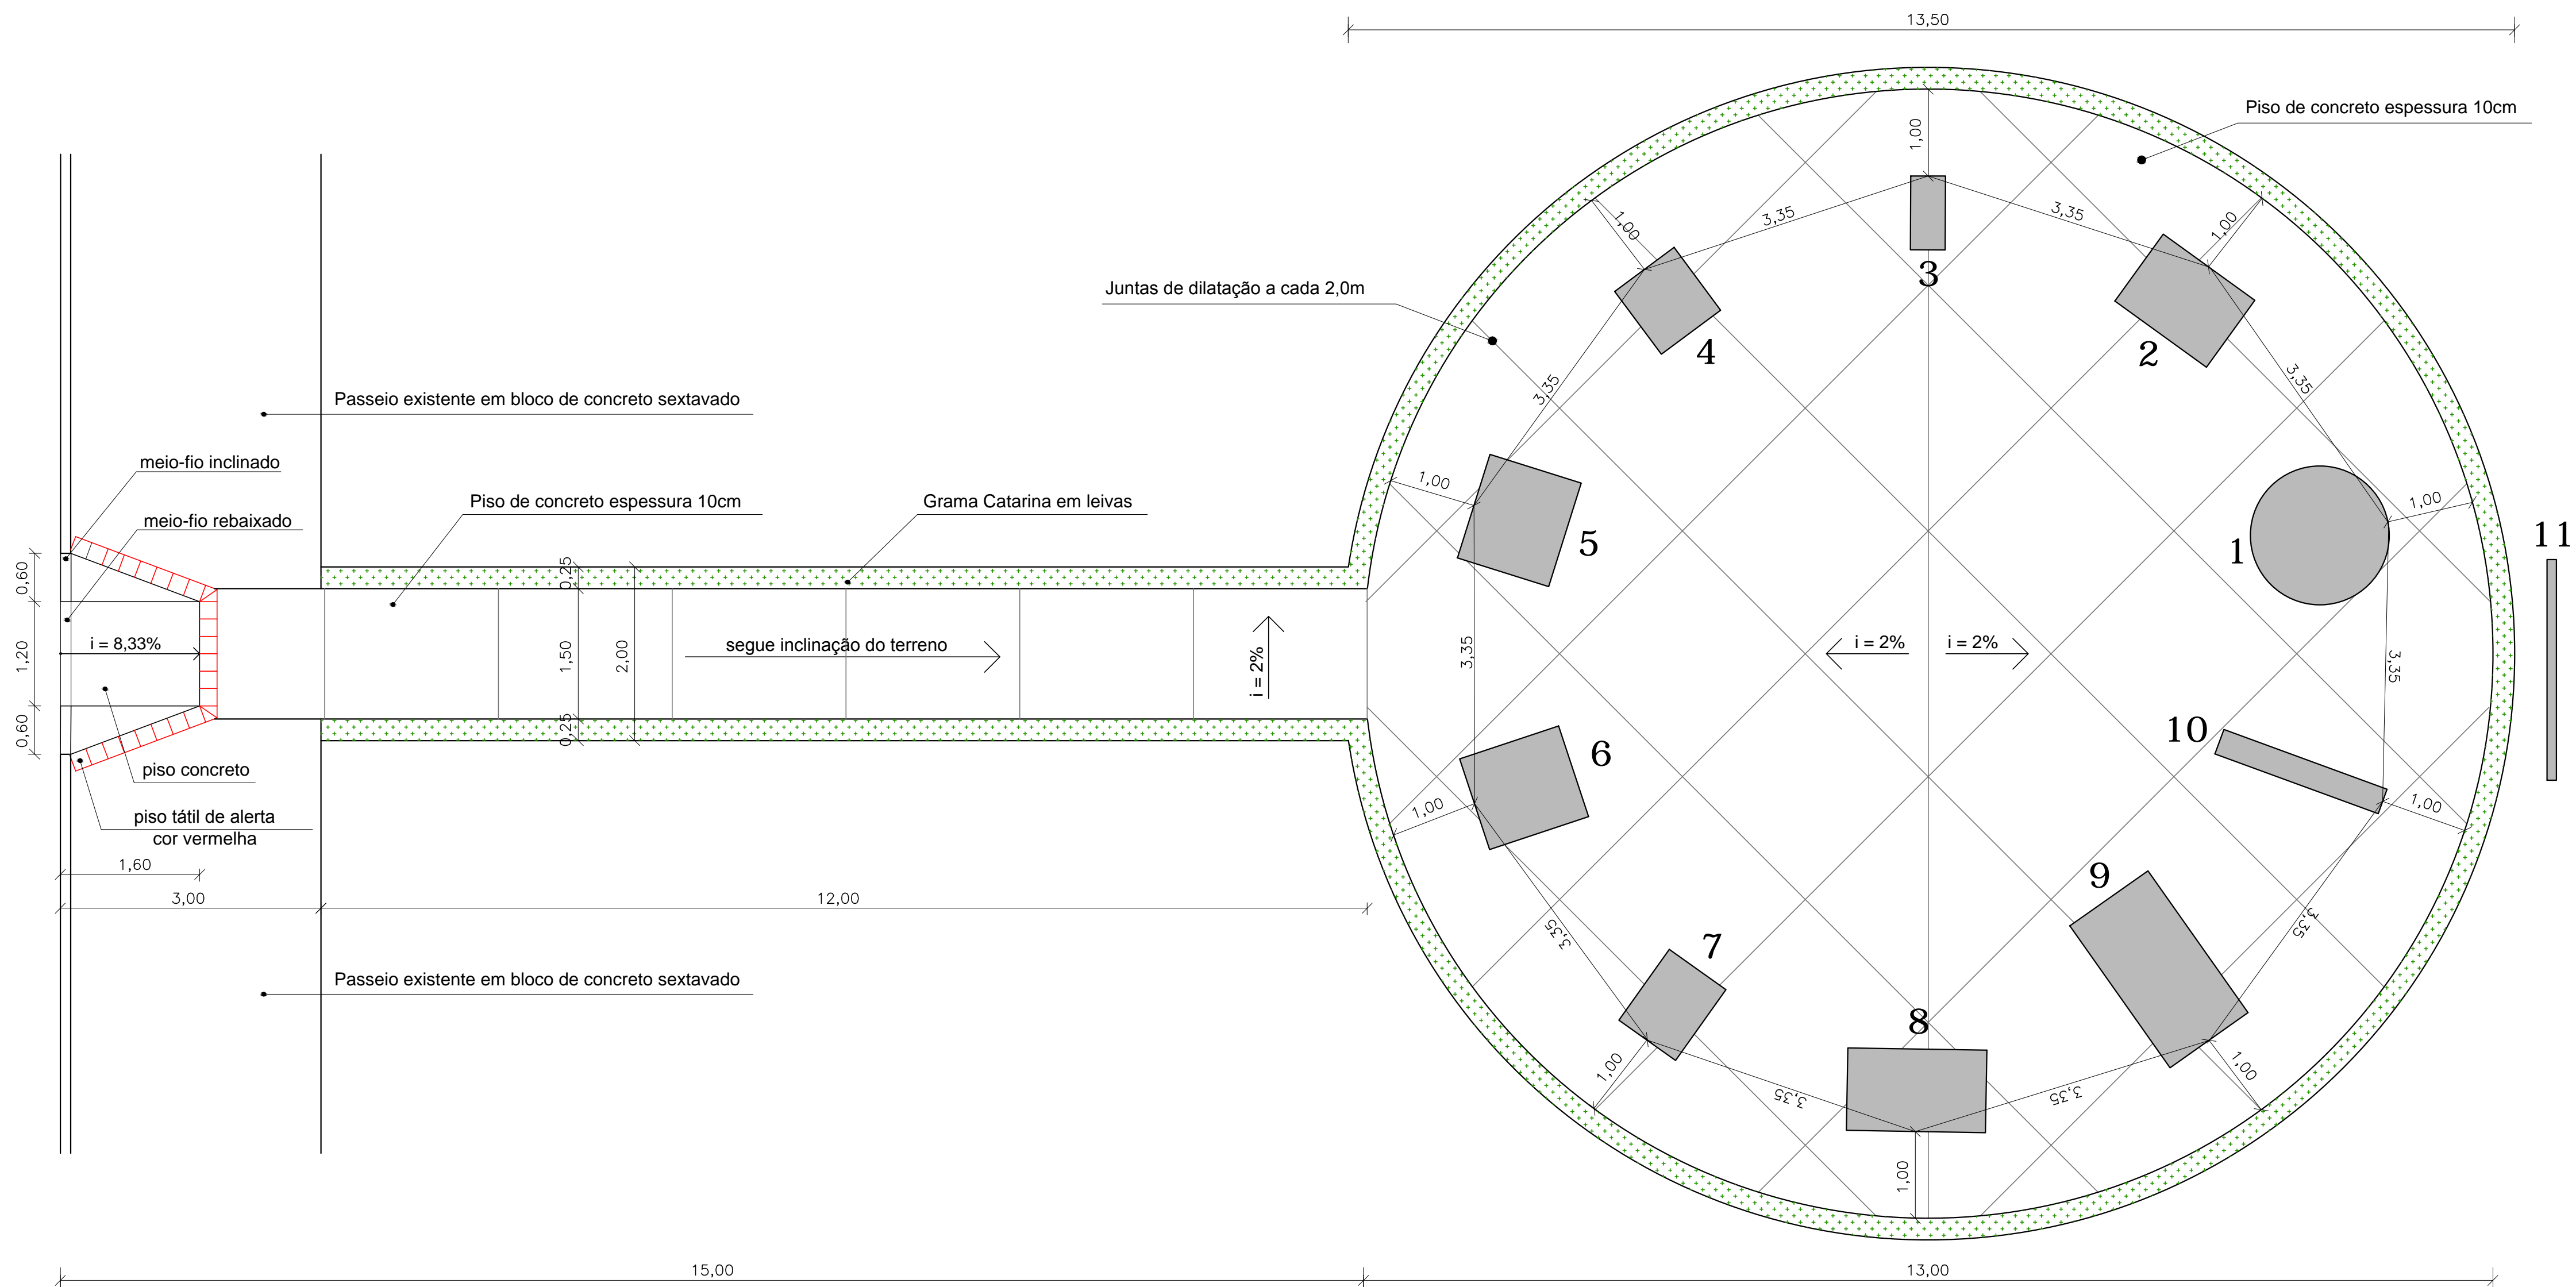 13,50
Piso de concreto espessura 10cm
1,00
3,35
3,35
1,00
1,00
3
4
2
Juntas de dilatação a cada 2,0m
3,35
3,35
Passeio existente em bloco de concreto sextavado
meio-fio inclinado
meio-fio rebaixado
Piso de concreto espessura 10cm
Grama Catarina em leivas
1,00
5
1,00
1
11
0,60
0,25
1,20
i = 8,33%
1,50
2,00
segue inclinação do terreno
i = 2%
3,35
i = 2%
i = 2%
3,35
0,60
0,25
10
6
piso concreto
piso tátil de alerta
cor vermelha
1,00
1,00
1,60
3,00
12,00
9
3,35
7
3,35
Passeio existente em bloco de concreto sextavado
8
1,00
3,35
3,35
1,00
1,00
15,00
13,00